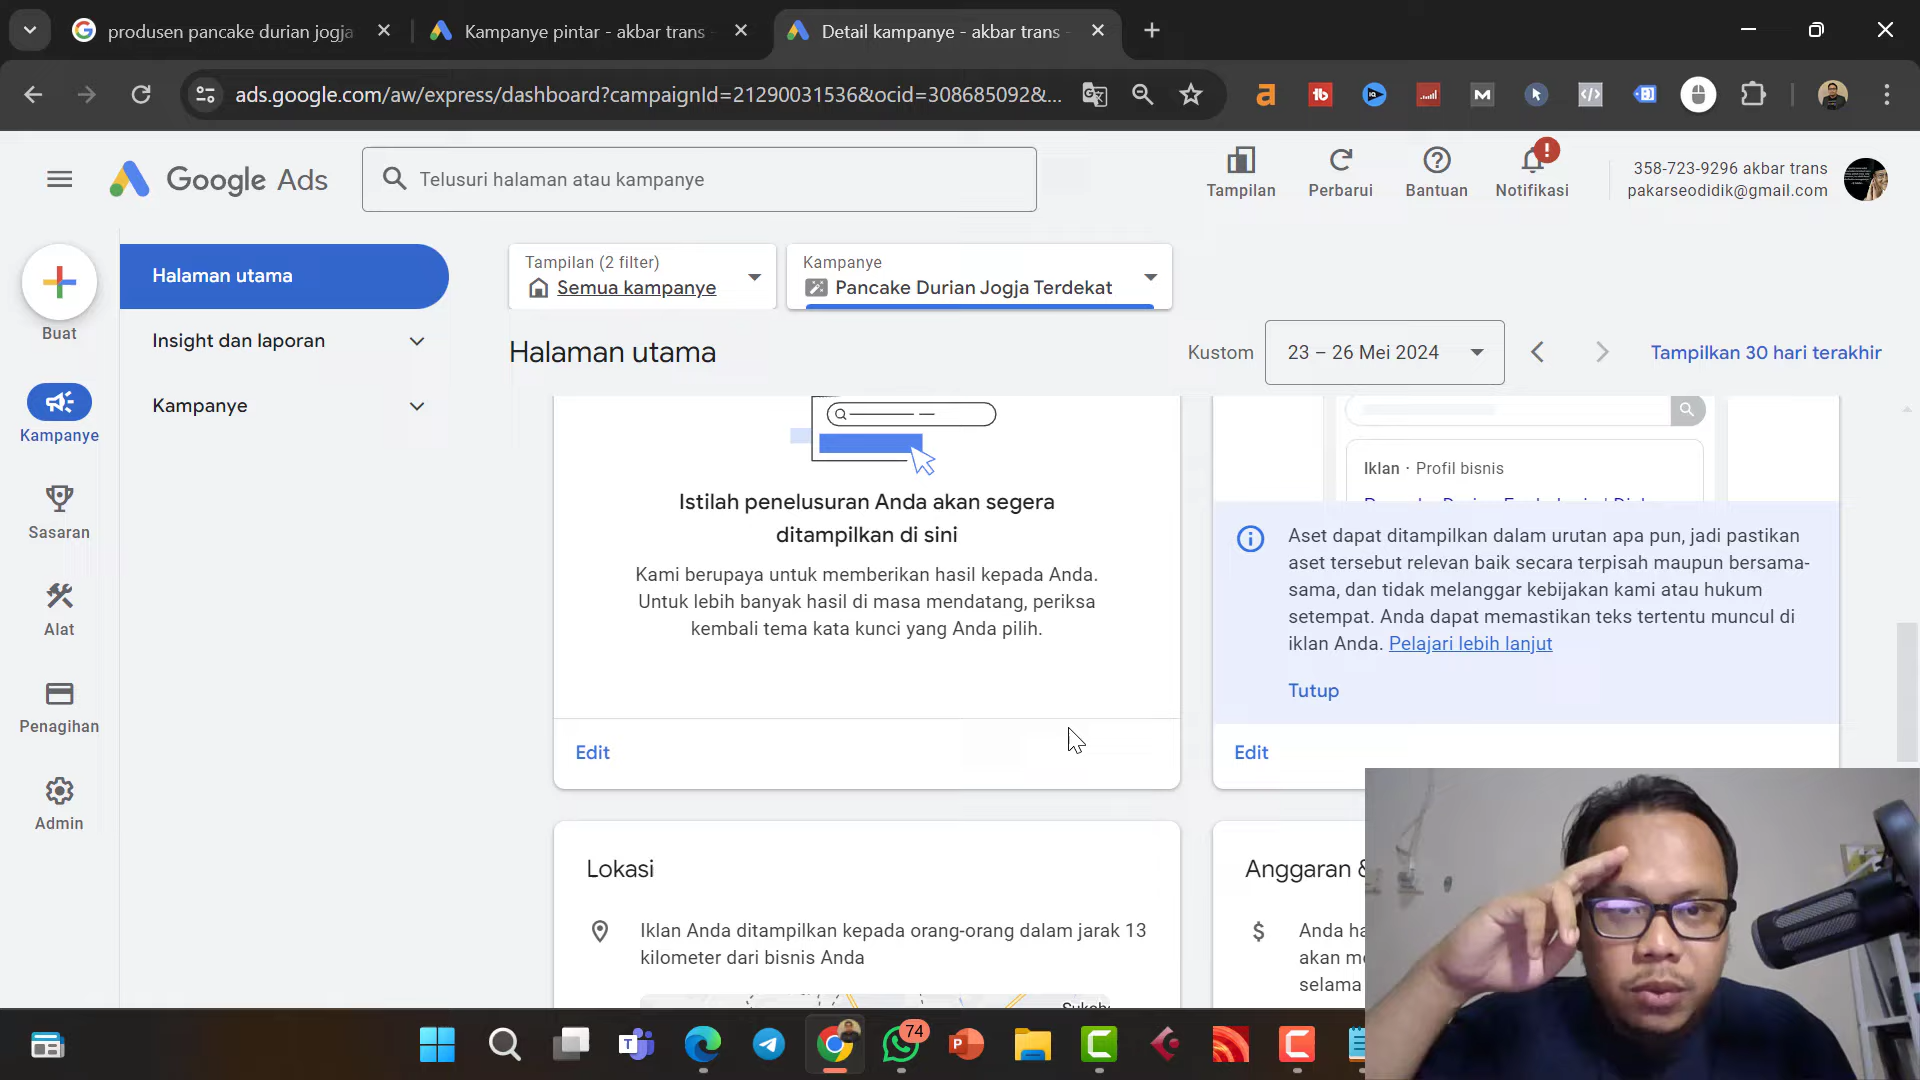 produsen pancake durian jogja
Kampanye pintar - akbar trans -
Detail kampanye - akbar trans -
ads.google.com/aw/express/dashboard?campaignId=21290031536&ocid=308685092&...
Google Ads
Telusuri halaman atau kampanye
Tampilan
Perbarui
Bantuan
Notifikasi
358-723-9296 akbar trans
pakarseodidik@gmail.com
Buat
Kampanye
Sasaran
Alat
Penagihan
Admin
Halaman utama
Insight dan laporan
Kampanye
Tampilan (2 filter)
Semua kampanye
Kampanye
Pancake Durian Jogja Terdekat
Halaman utama
Kustom
23 – 26 Mei 2024
Tampilkan 30 hari terakhir
Istilah penelusuran Anda akan segera
ditampilkan di sini
Kami berupaya untuk memberikan hasil kepada Anda.
Untuk lebih banyak hasil di masa mendatang, periksa
kembali tema kata kunci yang Anda pilih.
Edit
Iklan · Profil bisnis
Aset dapat ditampilkan dalam urutan apa pun, jadi pastikan
aset tersebut relevan baik secara terpisah maupun bersama-
sama, dan tidak melanggar kebijakan kami atau hukum
setempat. Anda dapat memastikan teks tertentu muncul di
iklan Anda. Pelajari lebih lanjut
Tutup
Edit
Lokasi
Iklan Anda ditampilkan kepada orang-orang dalam jarak 13
kilometer dari bisnis Anda
Anggaran &
Anda ha
akan me
selama
74